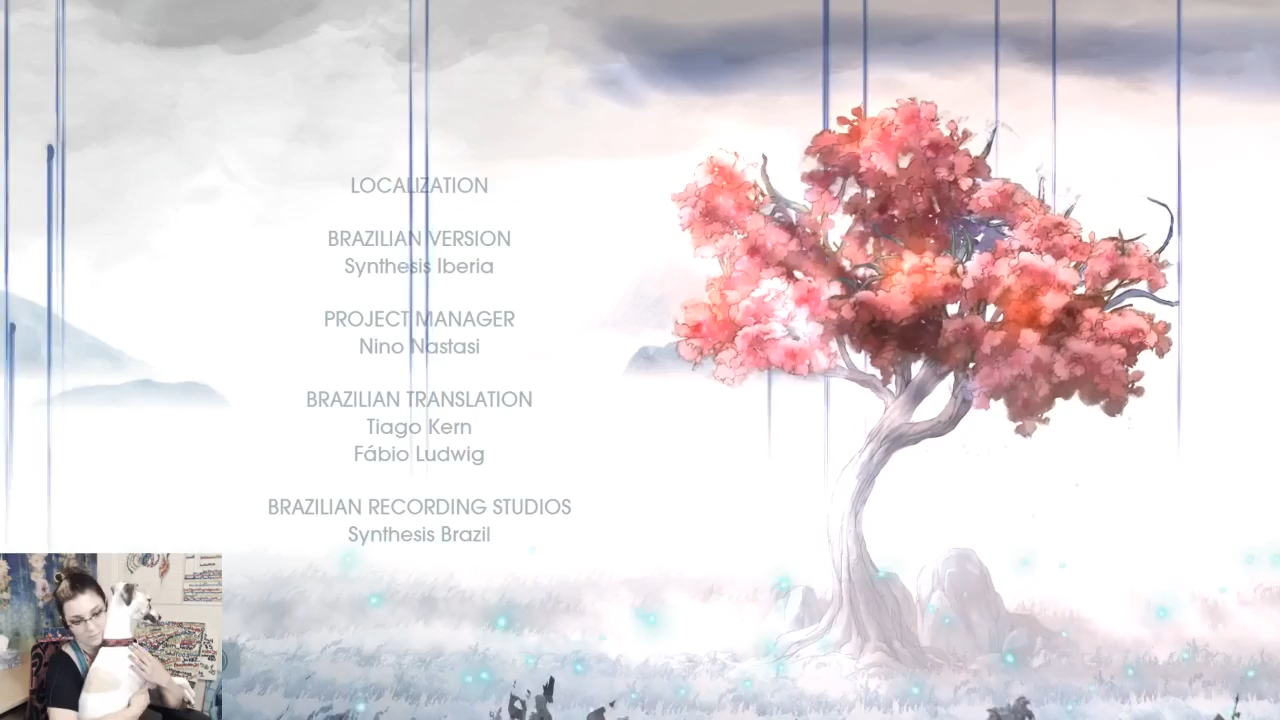 LOCALIZATION
BRAZILIAN VERSION
Synthesis Iberia
PROJECT MANAGER
Nino Nastasi
BRAZILIAN TRANSLATION
Tiago Kern
Fábio Ludwig
BRAZILIAN RECORDING STUDIOS
Synthesis Brazil